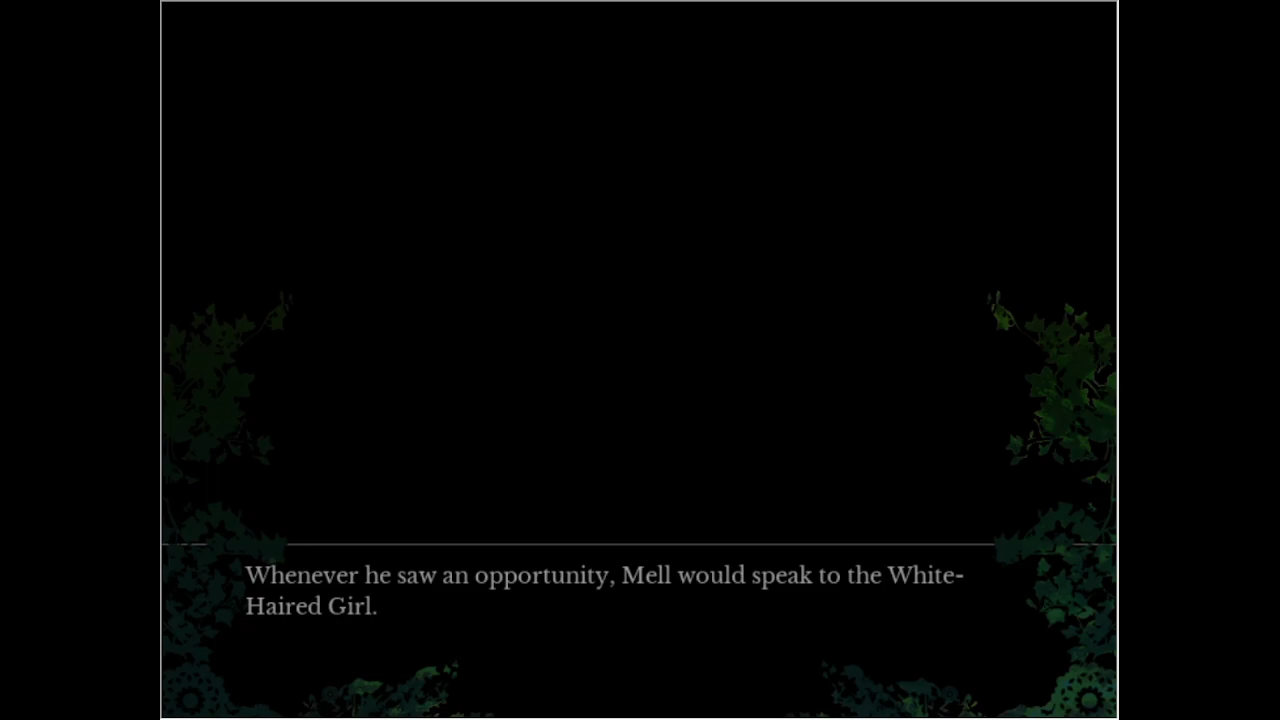 Whenever he saw an opportunity, Mell would speak to the White-
Haired Girl.